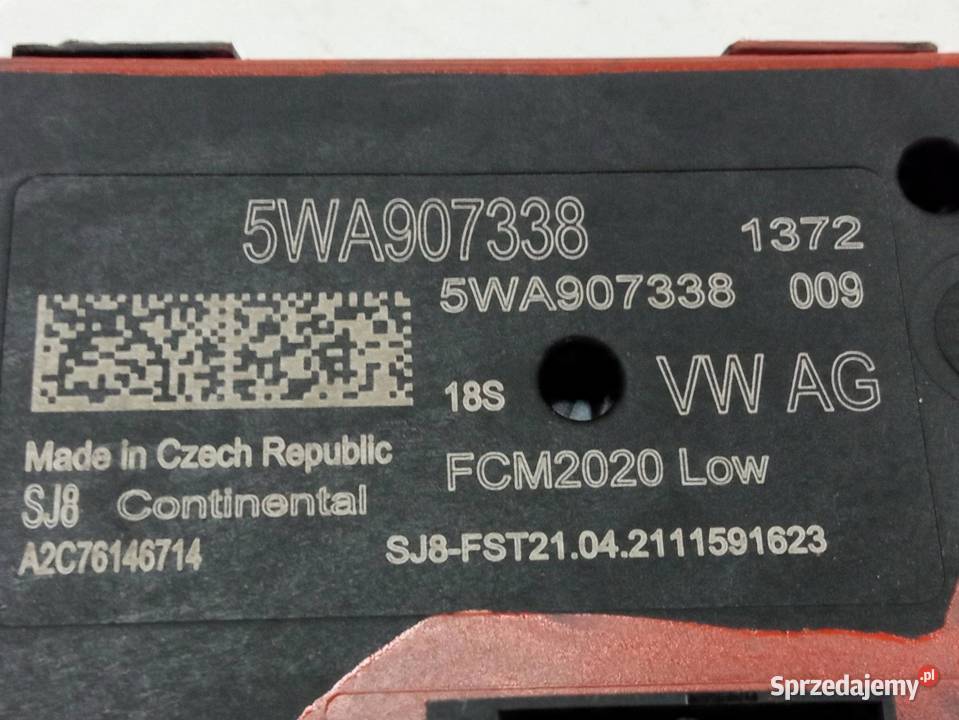 5WA907338
1372
5WA907338 009
18S
VW AG
Made in Czech Republic
FCM2020 Low
SJ8 Continental
A2C76146714
SJ8-FST21.04.2111591623
Sprzedajemy.pl